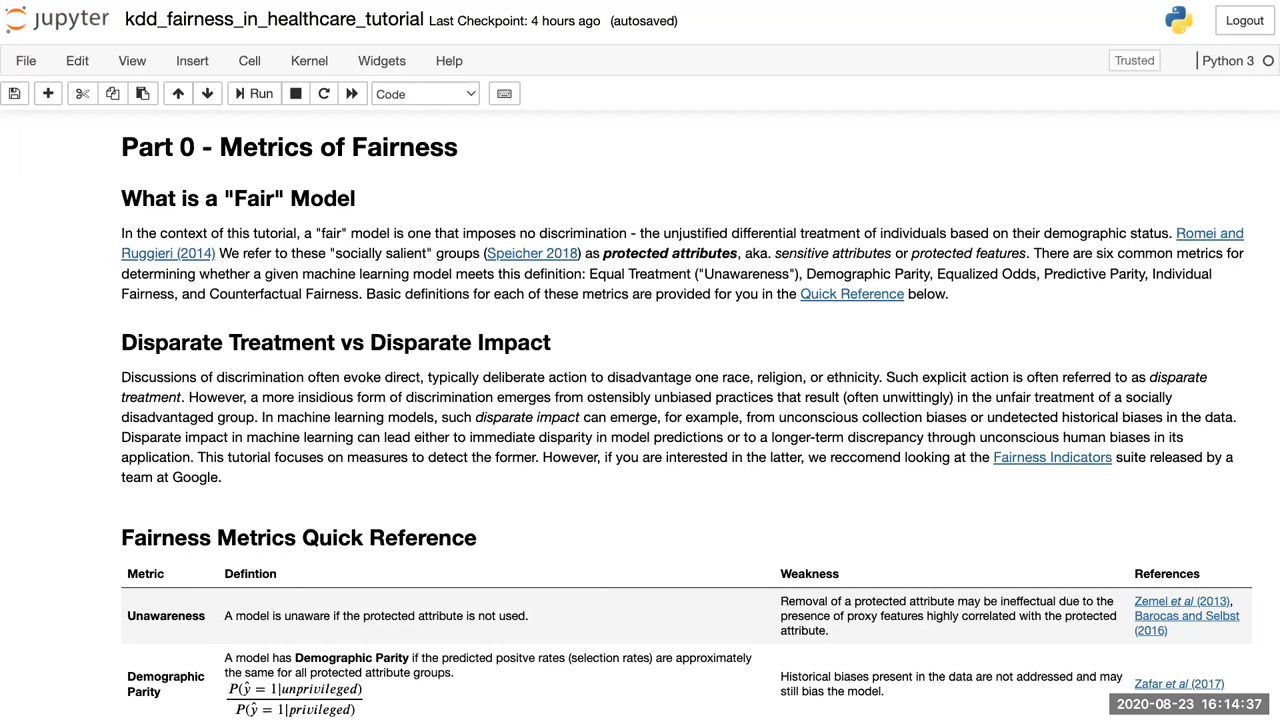 jupyter kdd_fairness_in_healthcare_tutorial Last Checkpoint: 4 hours ago (autosaved) Logout
File Edit View Insert Cell Kernel Widgets Help Trusted Python 3
Run Code
Part 0 - Metrics of Fairness
What is a "Fair" Model
In the context of this tutorial, a "fair" model is one that imposes no discrimination - the unjustified differential treatment of individuals based on their demographic status. Romei and
Ruggieri (2014) We refer to these "socially salient" groups (Speicher 2018) as protected attributes, aka. sensitive attributes or protected features. There are six common metrics for
determining whether a given machine learning model meets this definition: Equal Treatment ("Unawareness"), Demographic Parity, Equalized Odds, Predictive Parity, Individual
Fairness, and Counterfactual Fairness. Basic definitions for each of these metrics are provided for you in the Quick Reference below.
Disparate Treatment vs Disparate Impact
Discussions of discrimination often evoke direct, typically deliberate action to disadvantage one race, religion, or ethnicity. Such explicit action is often referred to as disparate
treatment. However, a more insidious form of discrimination emerges from ostensibly unbiased practices that result (often unwittingly) in the unfair treatment of a socially
disadvantaged group. In machine learning models, such disparate impact can emerge, for example, from unconscious collection biases or undetected historical biases in the data.
Disparate impact in machine learning can lead either to immediate disparity in model predictions or to a longer-term discrepancy through unconscious human biases in its
application. This tutorial focuses on measures to detect the former. However, if you are interested in the latter, we reccomend looking at the Fairness Indicators suite released by a
team at Google.
Fairness Metrics Quick Reference
Metric Defintion Weakness References
Unawareness A model is unaware if the protected attribute is not used. Removal of a protected attribute may be ineffectual due to the
presence of proxy features highly correlated with the protected
attribute. Zemel et al (2013),
Barocas and Selbst
(2016)
Demographic
Parity A model has Demographic Parity if the predicted positve rates (selection rates) are approximately
the same for all protected attribute groups.
P(ŷ = 1|unprivileged)
P(ŷ = 1|privileged)
Historical biases present in the data are not addressed and may
still bias the model. Zafar et al (2017)
2020-08-23 16:14:37